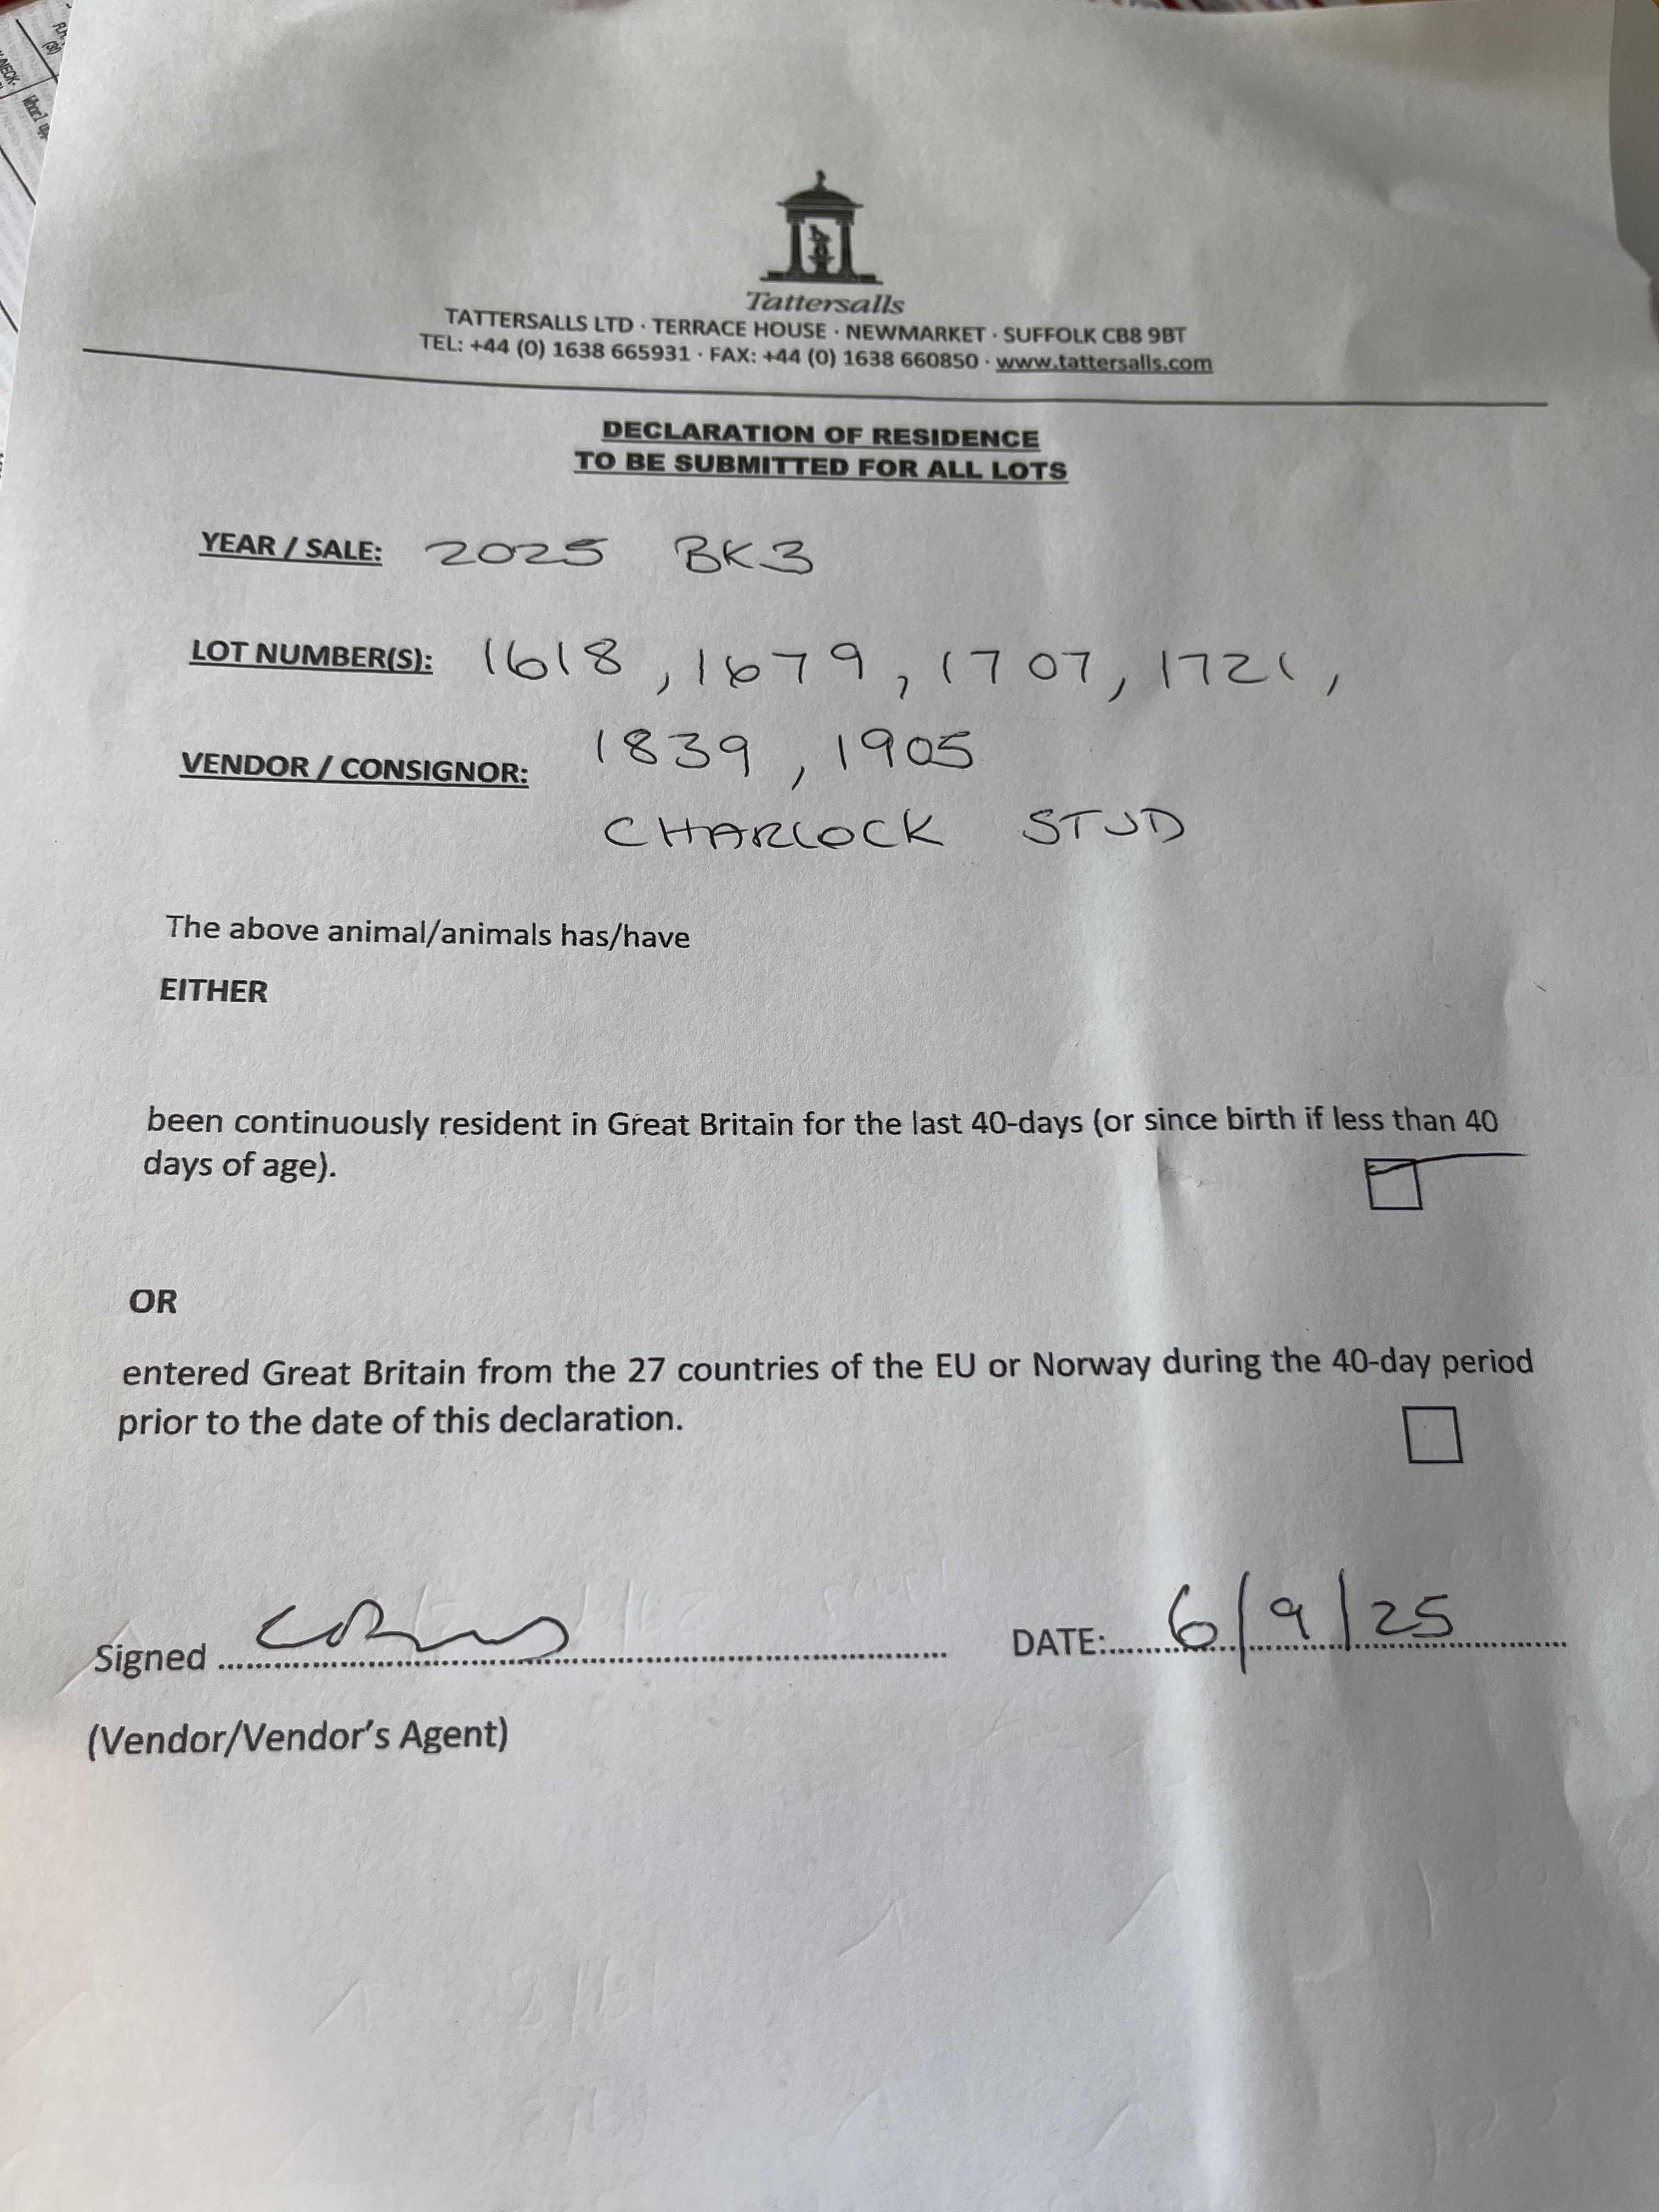 Tattersalls
TATTERSALLS LTD · TERRACE HOUSE · NEWMARKET · SUFFOLK CB8 9BT
TEL: +44 (0) 1638 665931 · FAX: +44 (0) 1638 660850 · www.tattersalls.com
DECLARATION OF RESIDENCE
TO BE SUBMITTED FOR ALL LOTS
YEAR / SALE: 2025 BK3
LOT NUMBER(S): 1618, 1679, 1707, 1721,
1839, 1905
VENDOR / CONSIGNOR:
CHARLOCK STUD
The above animal/animals has/have
EITHER
been continuously resident in Great Britain for the last 40-days (or since birth if less than 40
days of age).
OR
entered Great Britain from the 27 countries of the EU or Norway during the 40-day period
prior to the date of this declaration.
Signed DATE: 6/9/25
(Vendor/Vendor's Agent)